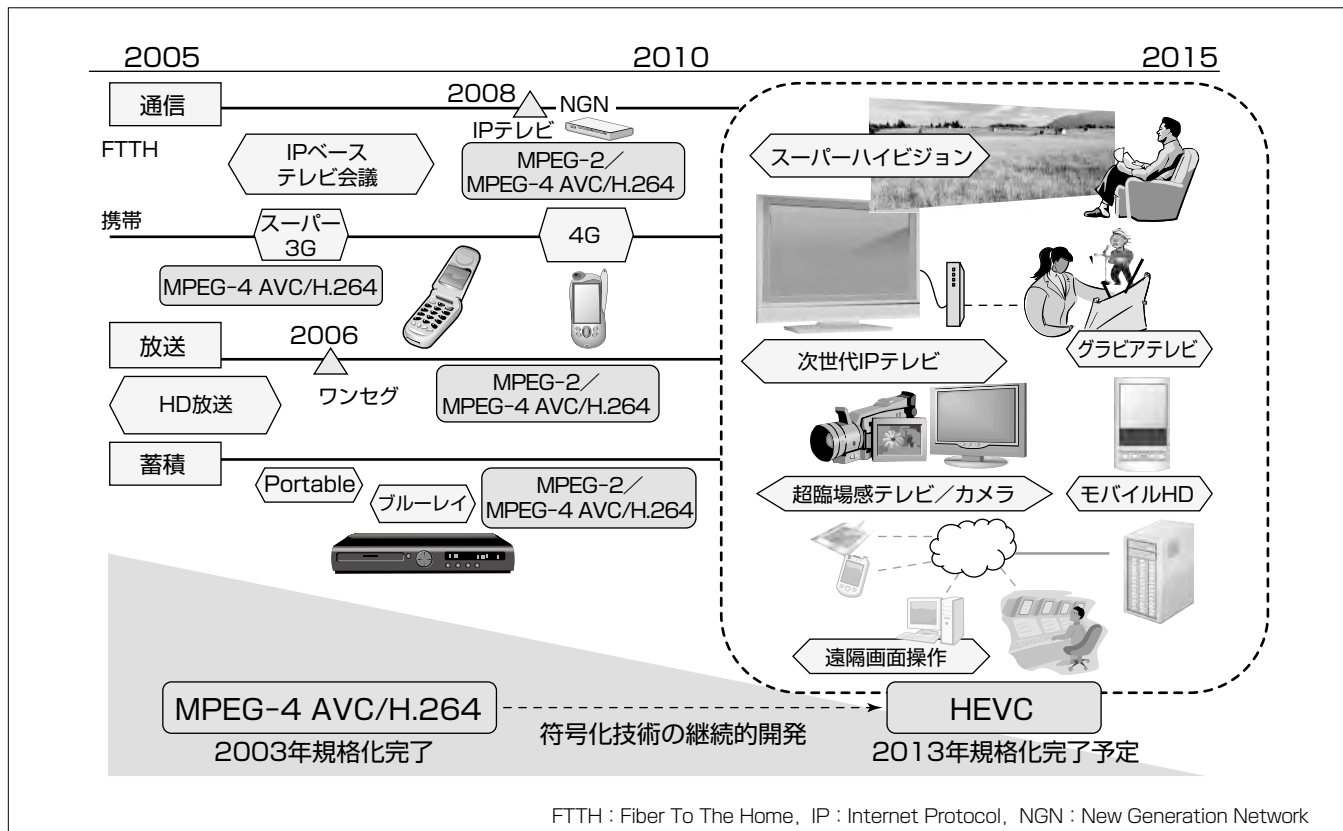 2005
2010
2015
通信
2008
NGN
IPテレビ
FTTH
IPベース
テレビ会議
MPEG-2／
MPEG-4 AVC/H.264
携帯
スーパー
3G
4G
MPEG-4 AVC/H.264
放送
2006
ワンセグ
HD放送
MPEG-2／
MPEG-4 AVC/H.264
蓄積
Portable
ブルーレイ
MPEG-2／
MPEG-4 AVC/H.264
スーパーハイビジョン
次世代IPテレビ
グラビアテレビ
超臨場感テレビ／カメラ
モバイルHD
遠隔画面操作
MPEG-4 AVC/H.264
2003年規格化完了
符号化技術の継続的開発
HEVC
2013年規格化完了予定
FTTH：Fiber To The Home，IP：Internet Protocol，NGN：New Generation Network